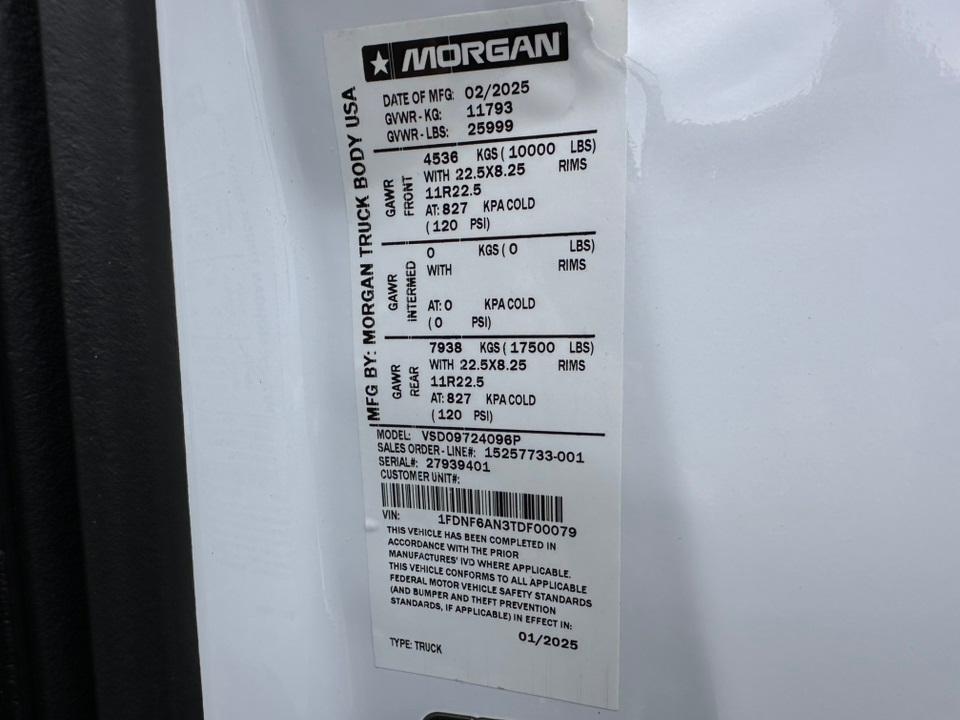 MORGAN
MFG BY: MORGAN TRUCK BODY USA
DATE OF MFG: 02/2025
GVWR - KG: 11793
GVWR - LBS: 25999
GAWR FRONT
4536 KGS ( 10000 LBS)
WITH 22.5X8.25 RIMS
11R22.5
AT: 827 KPA COLD
( 120 PSI)
GAWR INTERMED
0 KGS ( 0 LBS)
WITH RIMS
AT: 0 KPA COLD
( 0 PSI)
GAWR REAR
7938 KGS ( 17500 LBS)
WITH 22.5X8.25 RIMS
11R22.5
AT: 827 KPA COLD
( 120 PSI)
MODEL: VSD09724096P
SALES ORDER - LINE#: 15257733-001
SERIAL#: 27939401
CUSTOMER UNIT#:
VIN: 1FDNF6AN3TDF00079
THIS VEHICLE HAS BEEN COMPLETED IN
ACCORDANCE WITH THE PRIOR
MANUFACTURES' IVD WHERE APPLICABLE.
THIS VEHICLE CONFORMS TO ALL APPLICABLE
FEDERAL MOTOR VEHICLE SAFETY STANDARDS
(AND BUMPER AND THEFT PREVENTION
STANDARDS, IF APPLICABLE) IN EFFECT IN:
01/2025
TYPE: TRUCK